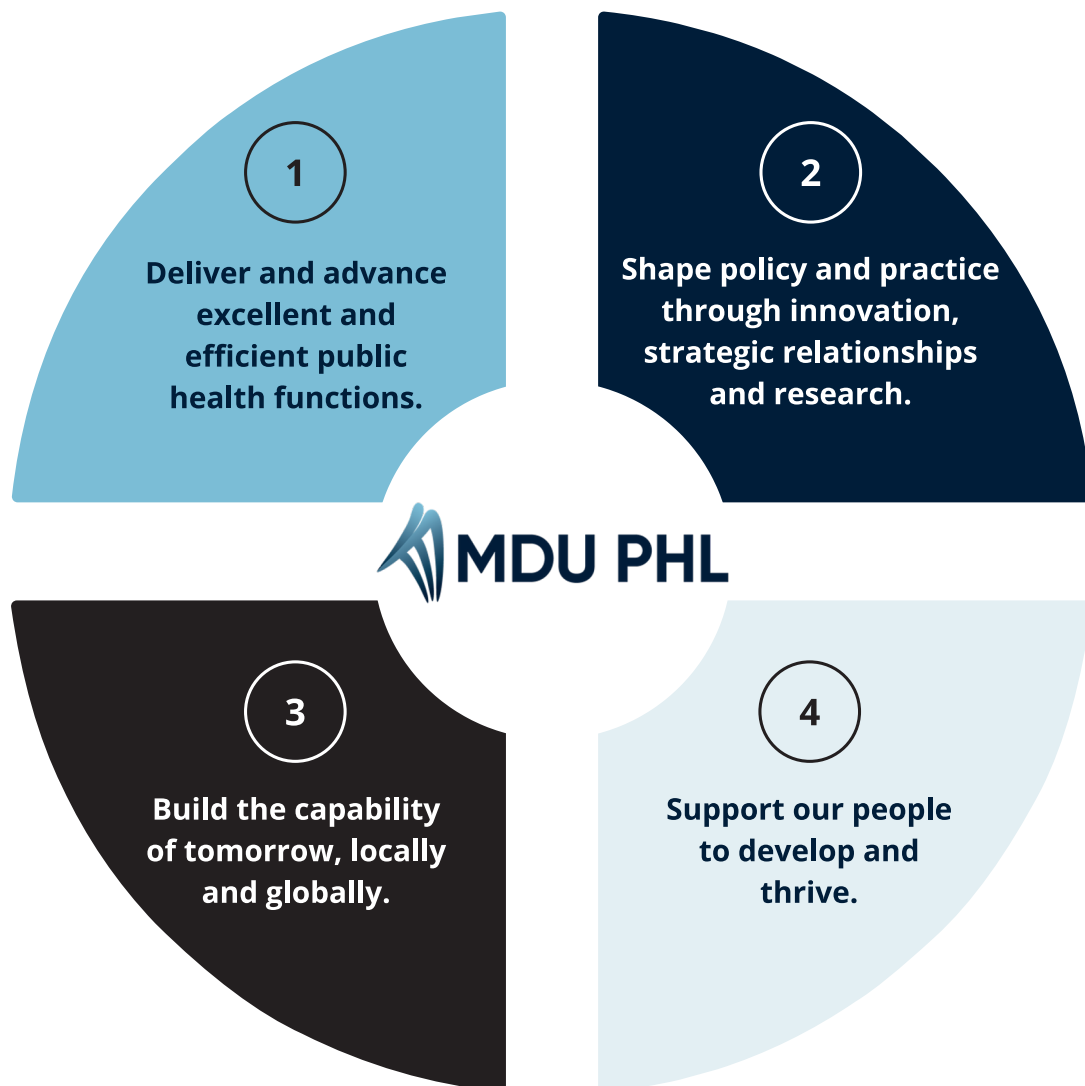 1
Deliver and advance
excellent and
efficient public
health functions.
2
Shape policy and practice
through innovation,
strategic relationships
and research.
MDU PHL
3
Build the capability
of tomorrow, locally
and globally.
4
Support our people
to develop and
thrive.